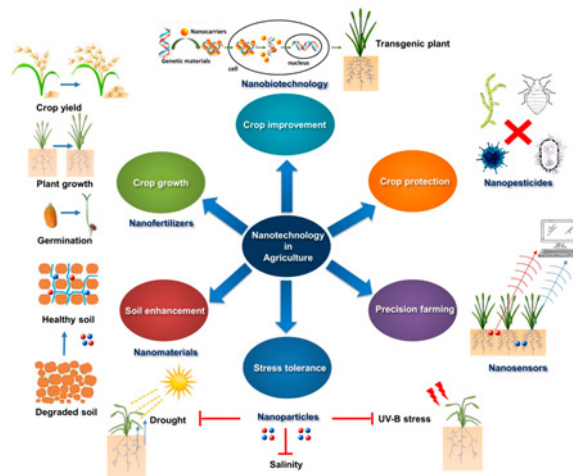 Nanocarriers
Genetic materials
cell
nucleus
Transgenic plant
Nanobiotechnology
Crop improvement
Crop yield
Plant growth
Germination
Crop growth
Nanofertilizers
Crop protection
Nanopesticides
Nanotechnology
in
Agriculture
Healthy soil
Degraded soil
Soil enhancement
Nanomaterials
Precision farming
Nanosensors
Stress tolerance
Nanoparticles
Drought
UV-B stress
Salinity